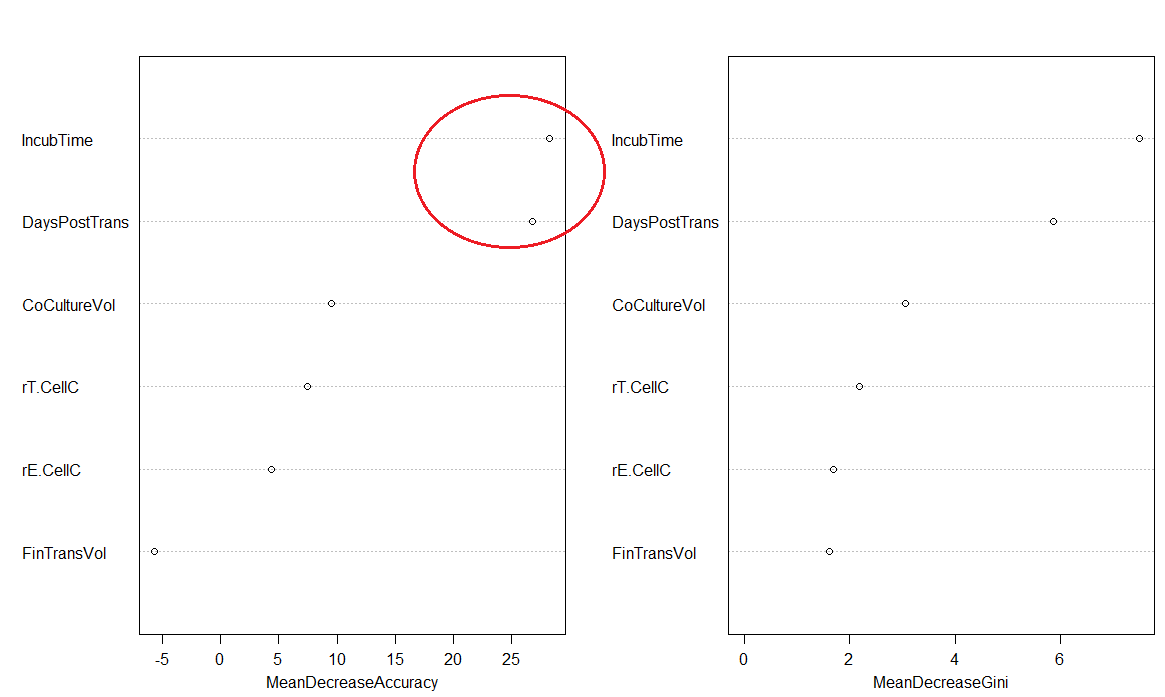 IncubTime
DaysPostTrans
CoCultureVol
rT.CellC
rE.CellC
FinTransVol
-5 0 5 10 15 20 25
MeanDecreaseAccuracy
IncubTime
DaysPostTrans
CoCultureVol
rT.CellC
rE.CellC
FinTransVol
0 2 4 6
MeanDecreaseGini